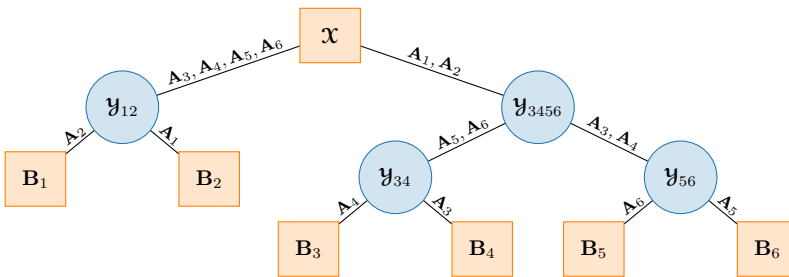 𝒳
A₃, A₄, A₅, A₆
A₁, A₂
𝒴₁₂
𝒴₃₄₅₆
A₂
A₁
A₅, A₆
A₃, A₄
B₁
B₂
𝒴₃₄
𝒴₅₆
A₄
A₃
A₆
A₅
B₃
B₄
B₅
B₆